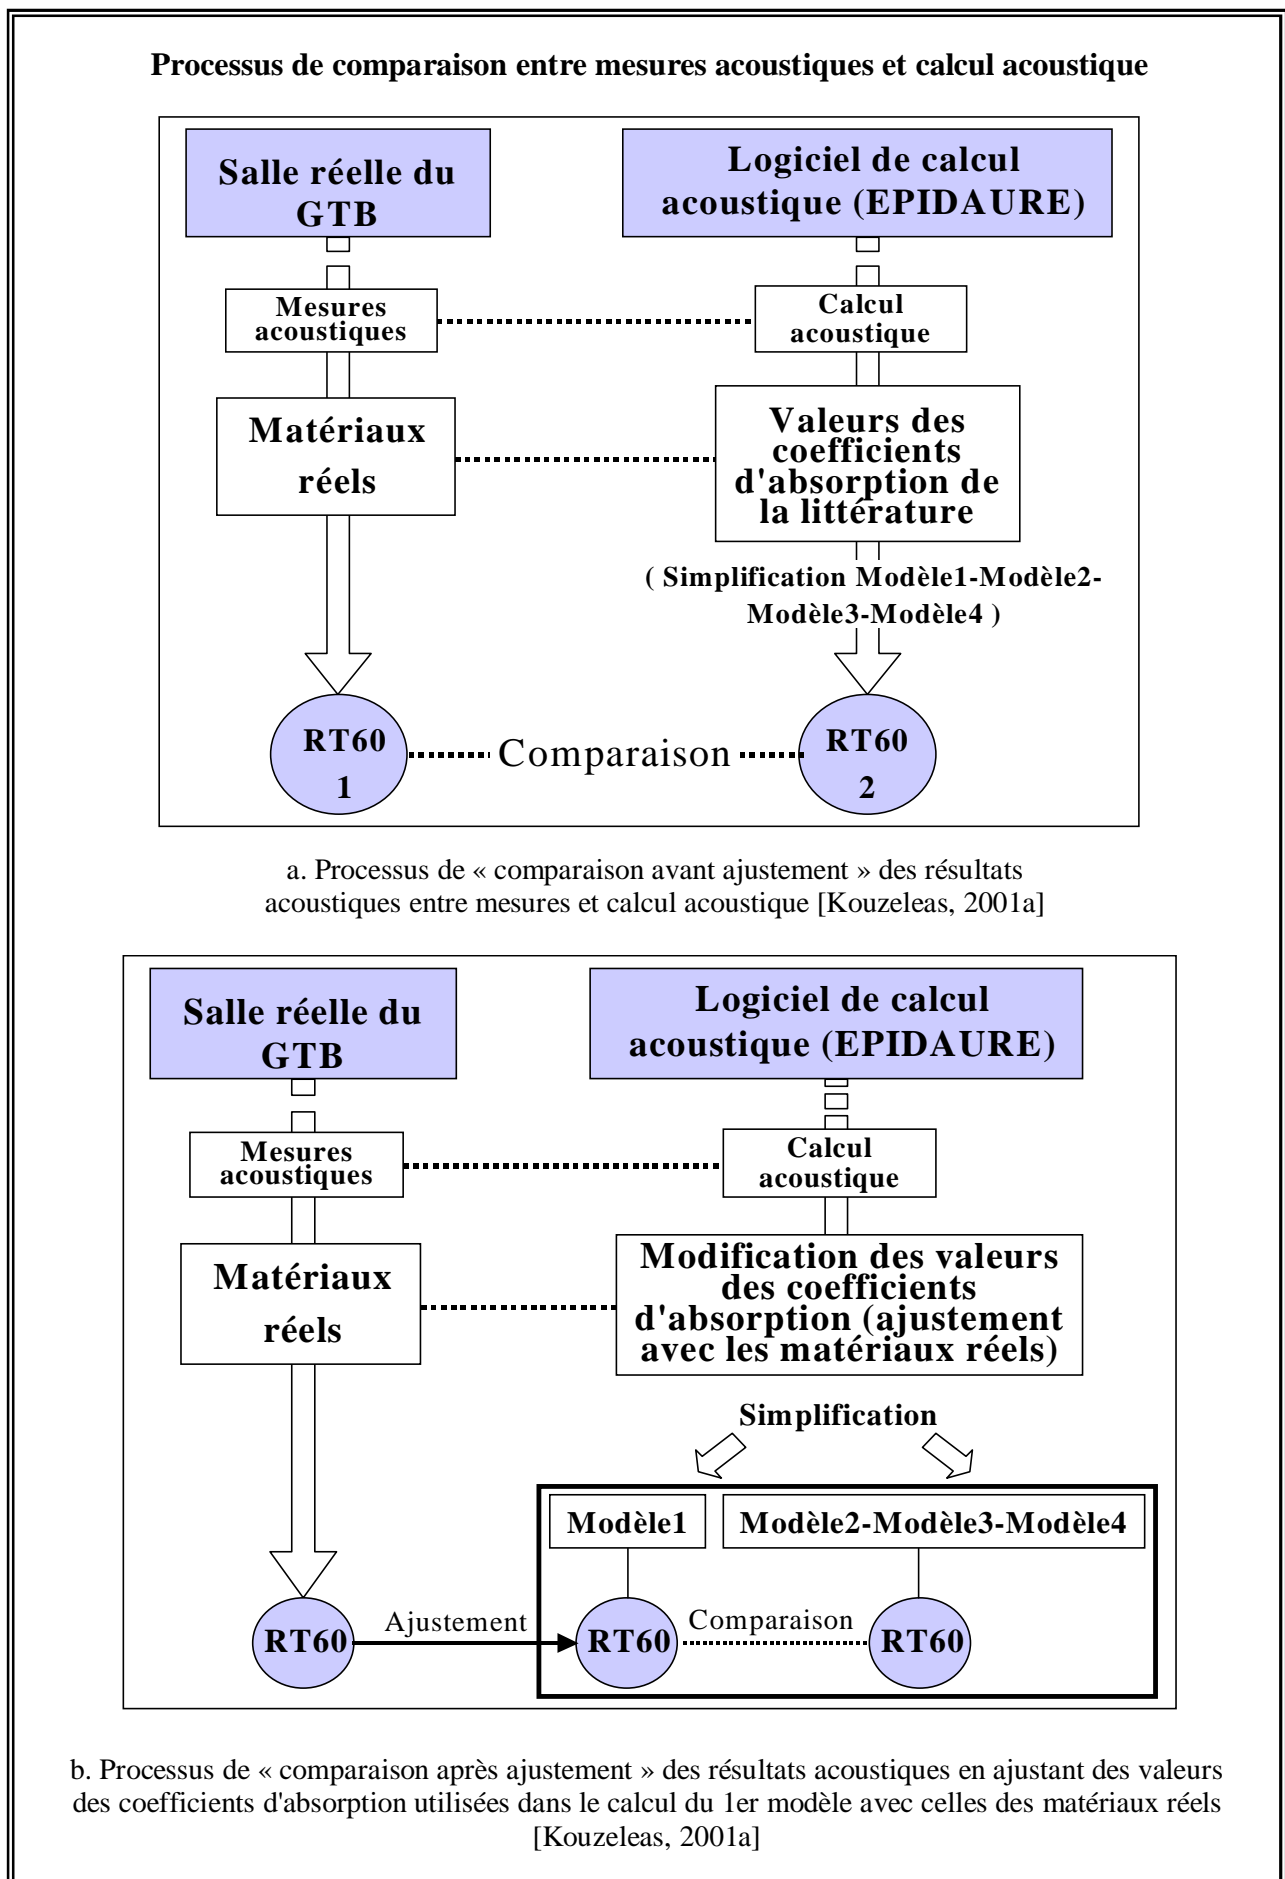 Processus de comparaison entre mesures acoustiques et calcul acoustique
Salle réelle du
GTB
Logiciel de calcul
acoustique (EPIDAURE)
Mesures
acoustiques
Calcul
acoustique
Matériaux
réels
Valeurs des
coefficients
d'absorption de
la littérature
( Simplification Modèle1-Modèle2-
Modèle3-Modèle4 )
RT60
1
Comparaison
RT60
2
a. Processus de « comparaison avant ajustement » des résultats
acoustiques entre mesures et calcul acoustique [Kouzeleas, 2001a]
Salle réelle du
GTB
Logiciel de calcul
acoustique (EPIDAURE)
Mesures
acoustiques
Calcul
acoustique
Matériaux
réels
Modification des valeurs
des coefficients
d'absorption (ajustement
avec les matériaux réels)
Simplification
Modèle1
Modèle2-Modèle3-Modèle4
RT60
Ajustement
RT60
Comparaison
RT60
b. Processus de « comparaison après ajustement » des résultats acoustiques en ajustant des valeurs
des coefficients d'absorption utilisées dans le calcul du 1er modèle avec celles des matériaux réels
[Kouzeleas, 2001a]